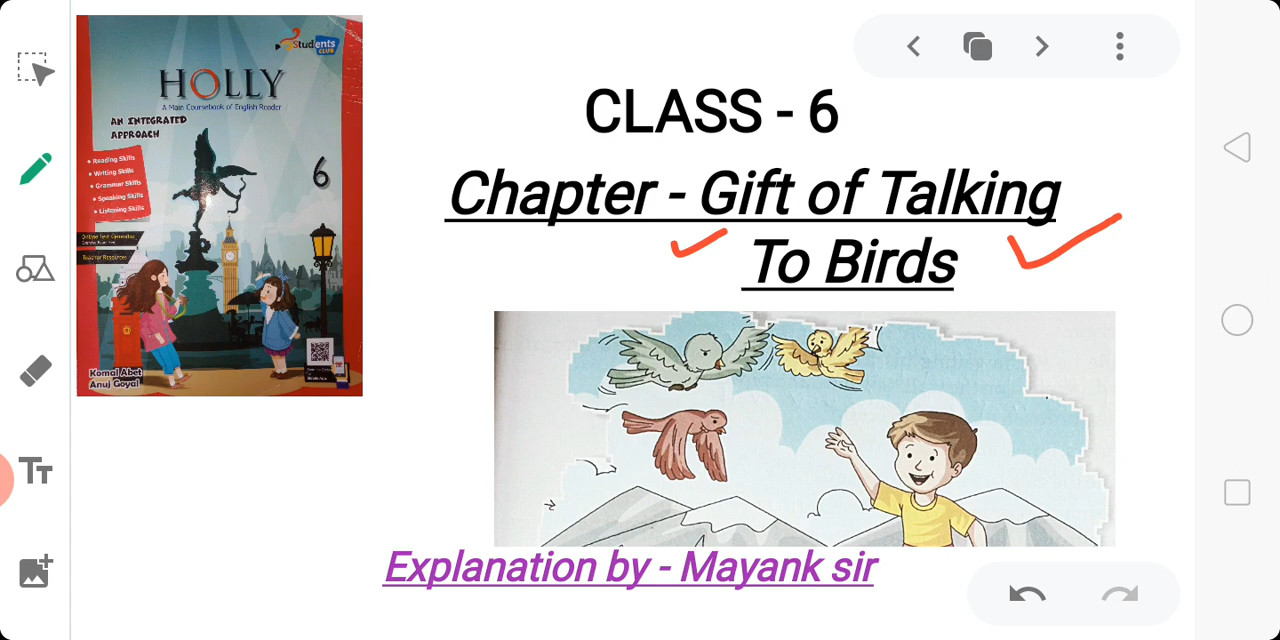 Students
CLUB
HOLLY
A Main Coursebook of English Reader
AN INTEGRATED
APPROACH
• Reading Skills
• Writing Skills
• Grammar Skills
• Speaking Skills
• Listening Skills
6
Teacher Resources
Komal Abet
Anuj Goyal
CLASS - 6
Chapter - Gift of Talking
To Birds
Explanation by - Mayank sir
TT